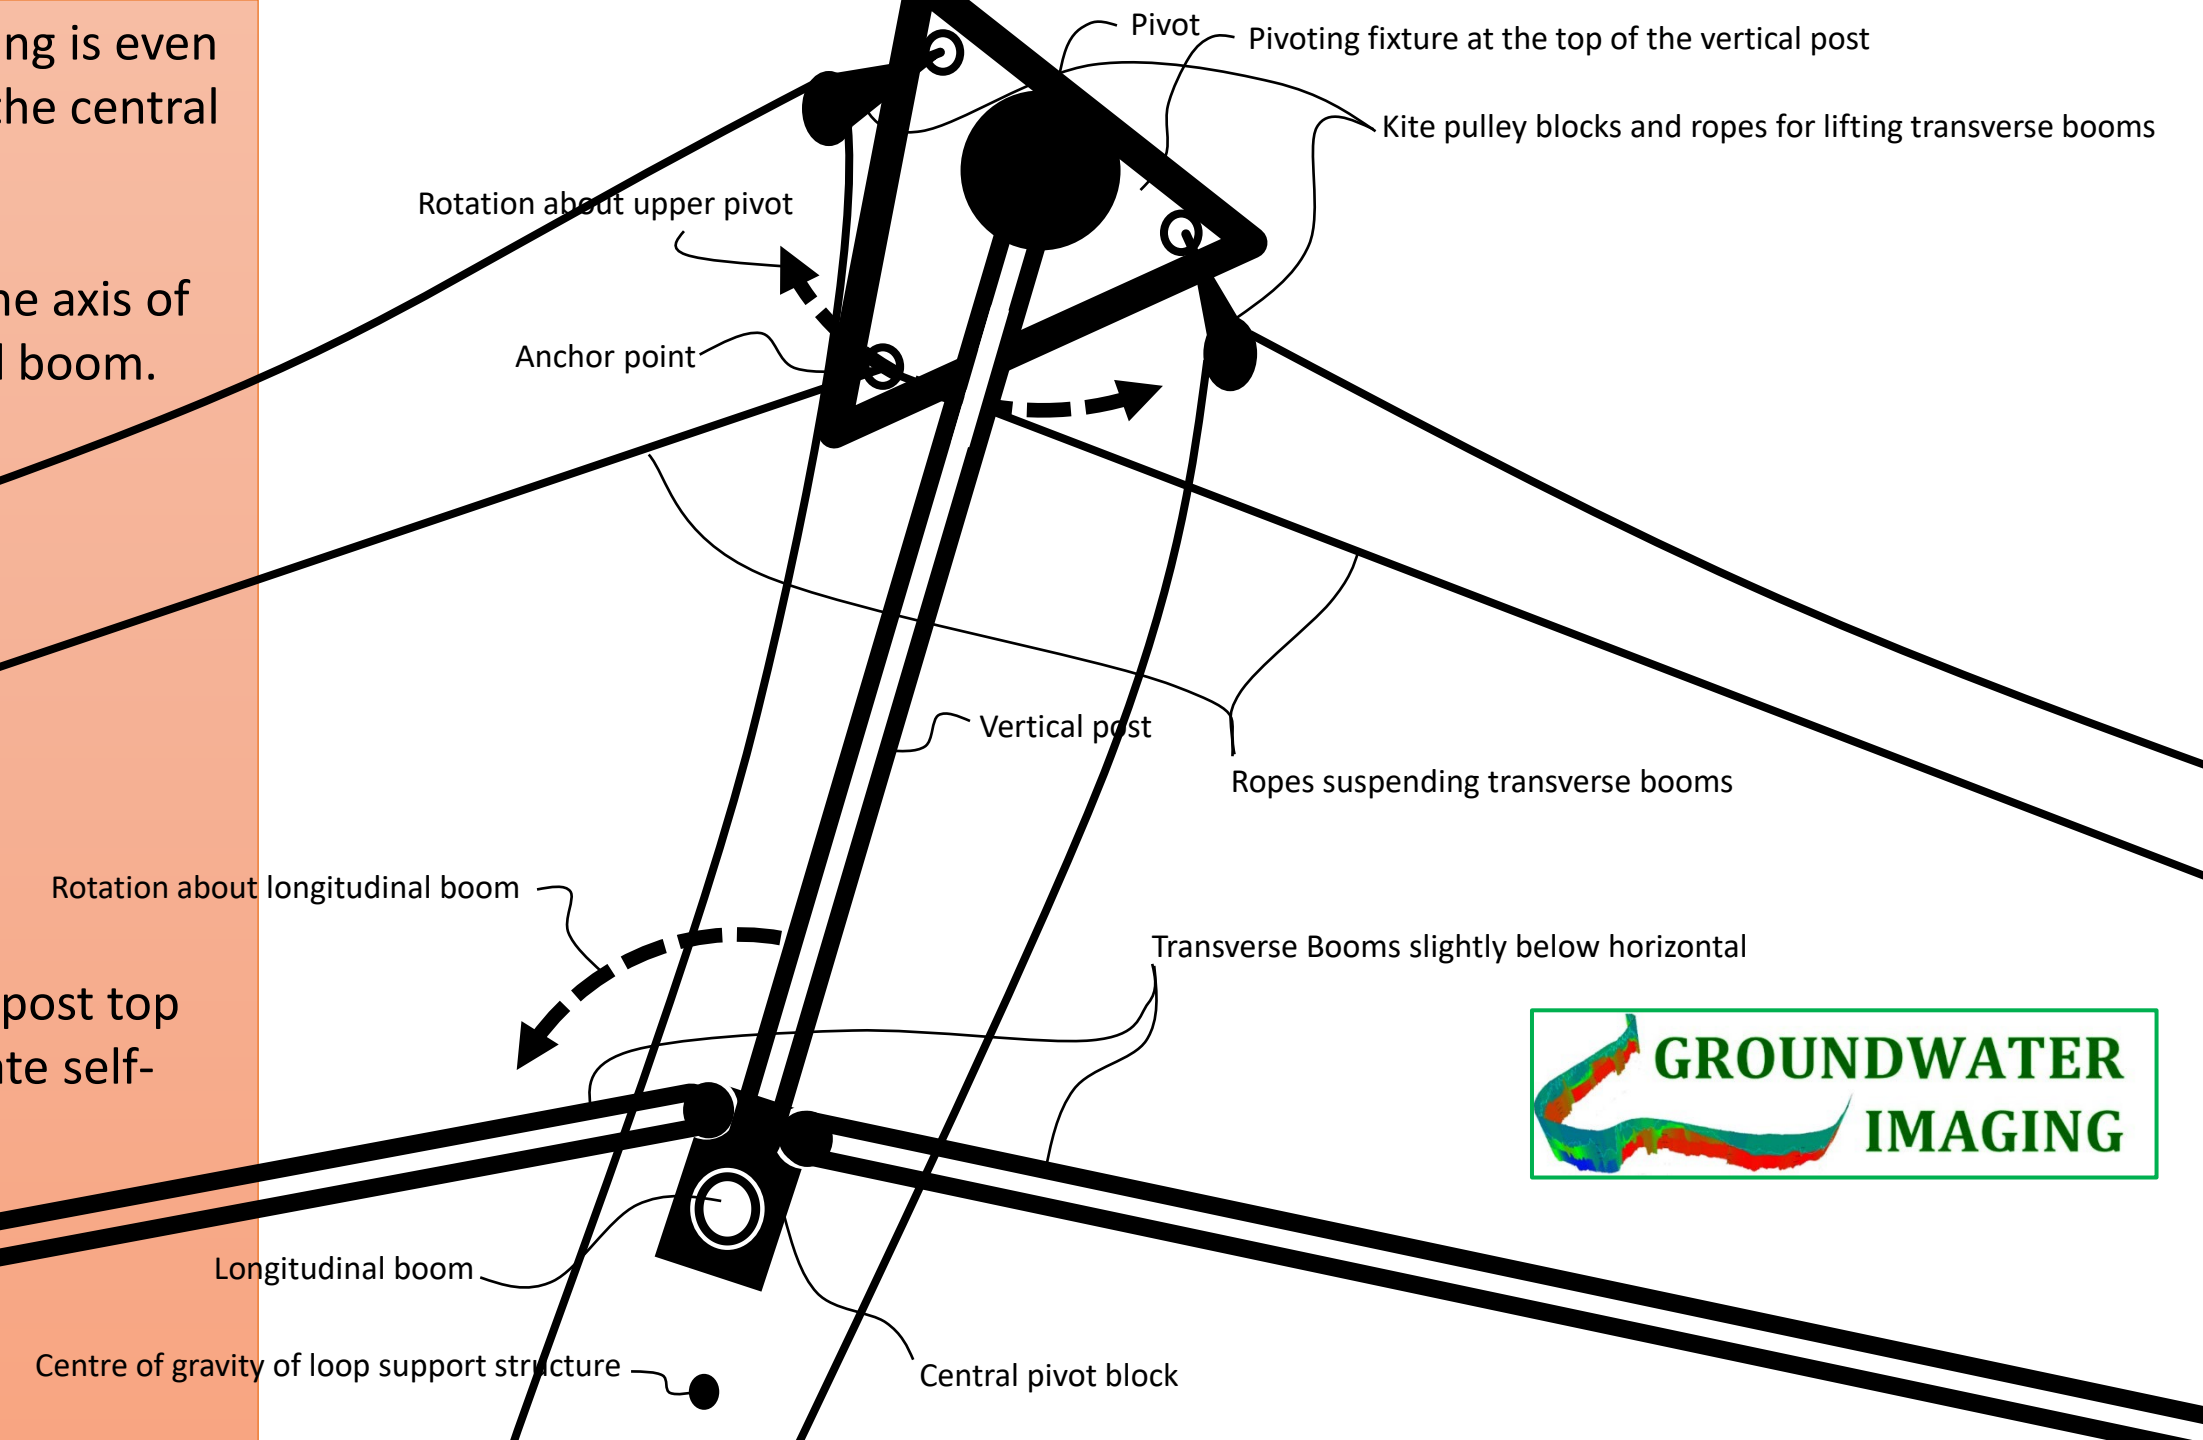 ng is even
the central
ne axis of
boom.
post top
ate self-
Pivot
Pivoting fixture at the top of the vertical post
Kite pulley blocks and ropes for lifting transverse booms
Rotation about upper pivot
Anchor point
Vertical post
Ropes suspending transverse booms
Rotation about longitudinal boom
Transverse Booms slightly below horizontal
GROUNDWATER
IMAGING
Longitudinal boom
Centre of gravity of loop support structure
Central pivot block